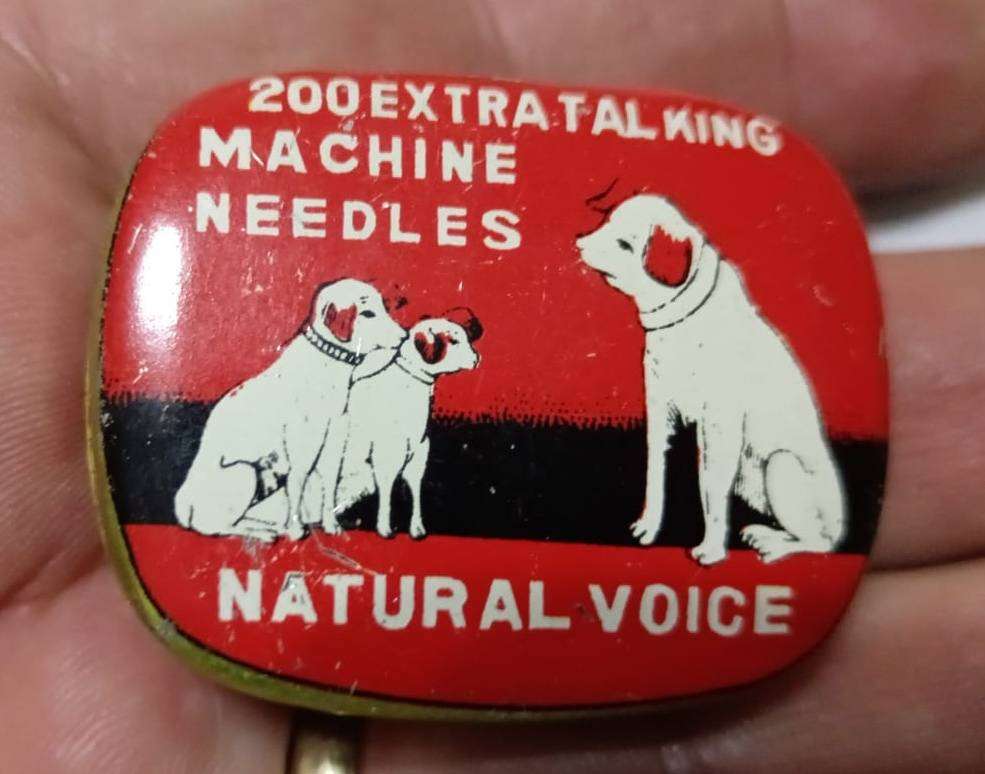 200 EXTRA TALKING
MACHINE
NEEDLES
NATURAL VOICE